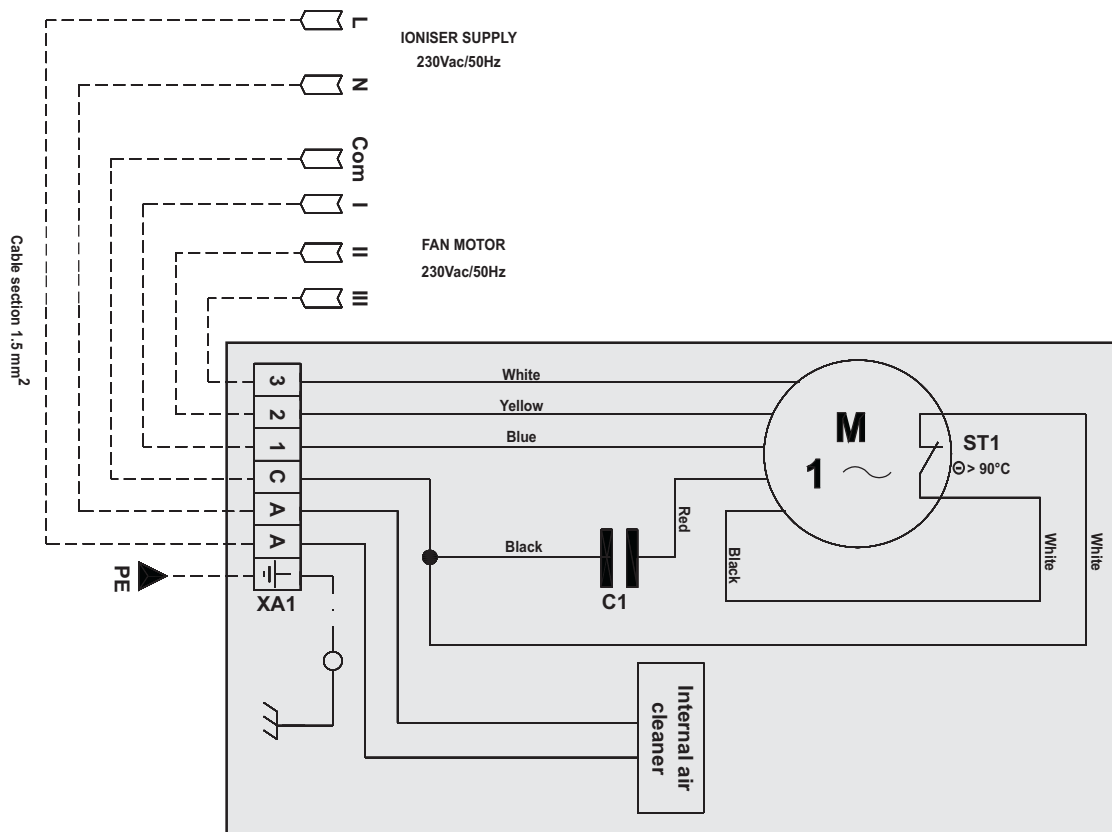 L
IONISER SUPPLY
230Vac/50Hz
N
Com
I
II
FAN MOTOR
230Vac/50Hz
III
Cable section 1.5 mm²
3
White
2
Yellow
1
Blue
C
A
A
PE
XA1
M
1
ST1
Θ > 90°C
Red
Black
C1
Black
White
White
Internal air
cleaner